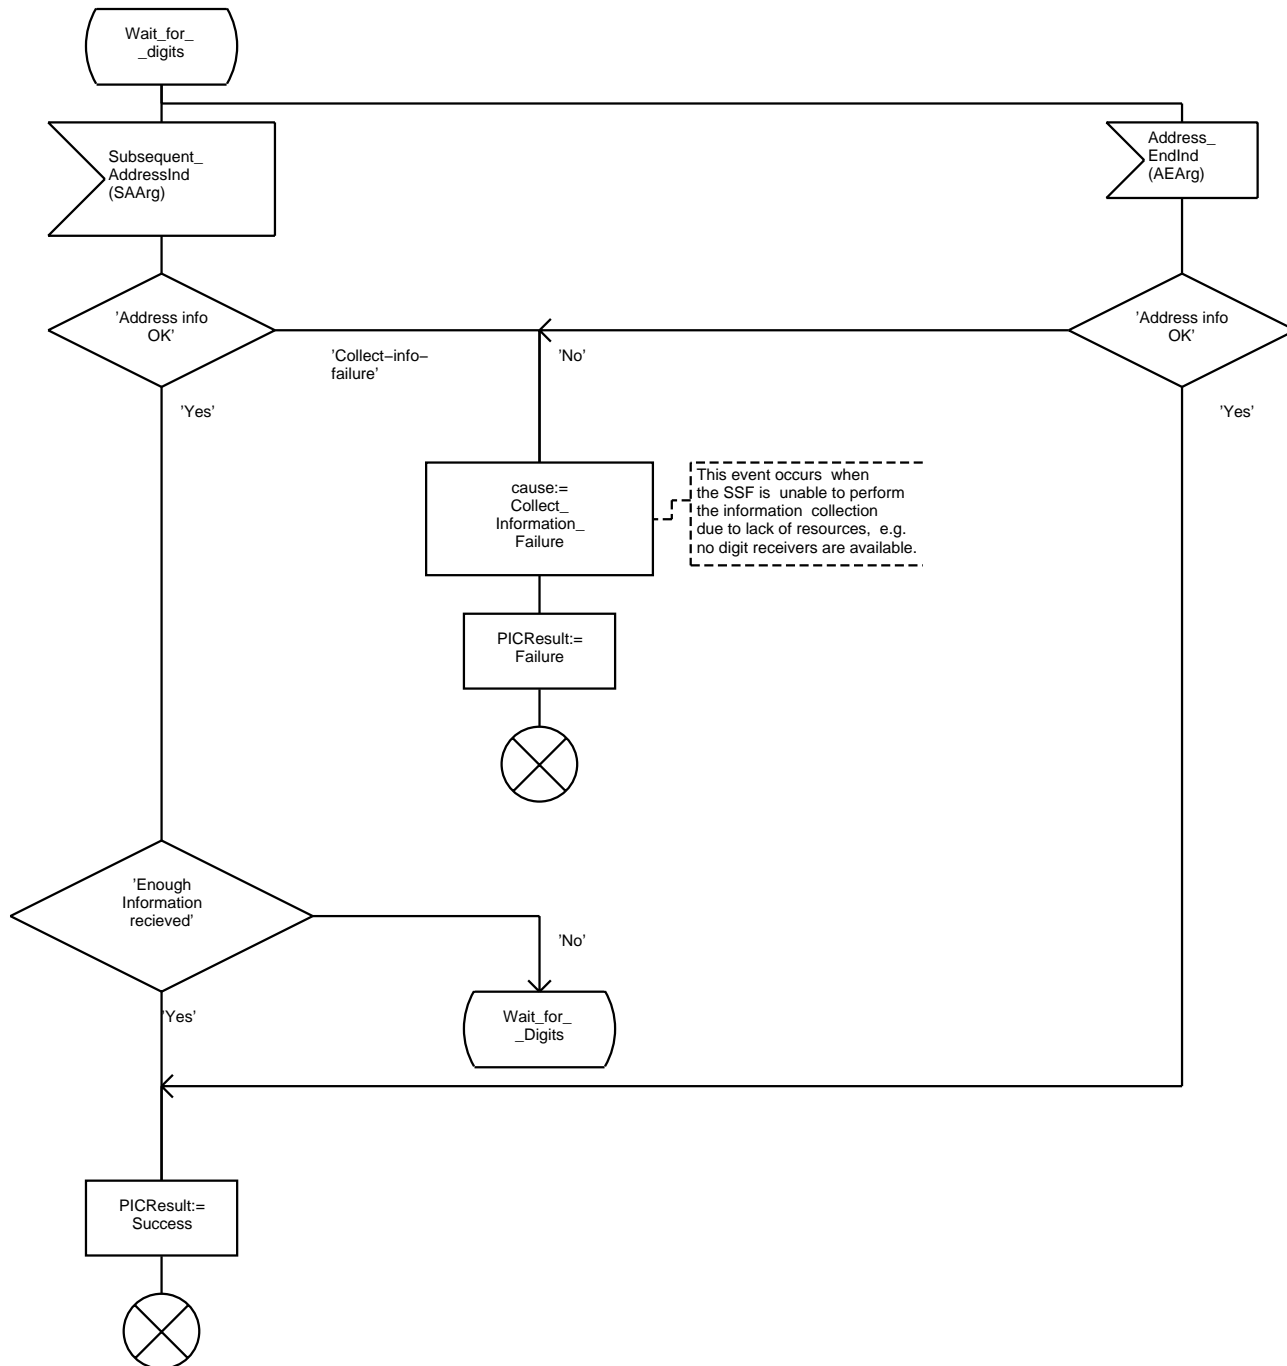 Wait_for_
_digits
Subsequent_
AddressInd
(SAArg)
Address_
EndInd
(AEArg)
'Address info
OK'
'Address info
OK'
'Collect–info–
failure'
'No'
'Yes'
'Yes'
cause:=
Collect_
Information_
Failure
This event occurs when
the SSF is unable to perform
the information collection
due to lack of resources, e.g.
no digit receivers are available.
PICResult:=
Failure
'Enough
Information
recieved'
'No'
'Yes'
Wait_for_
_Digits
PICResult:=
Success